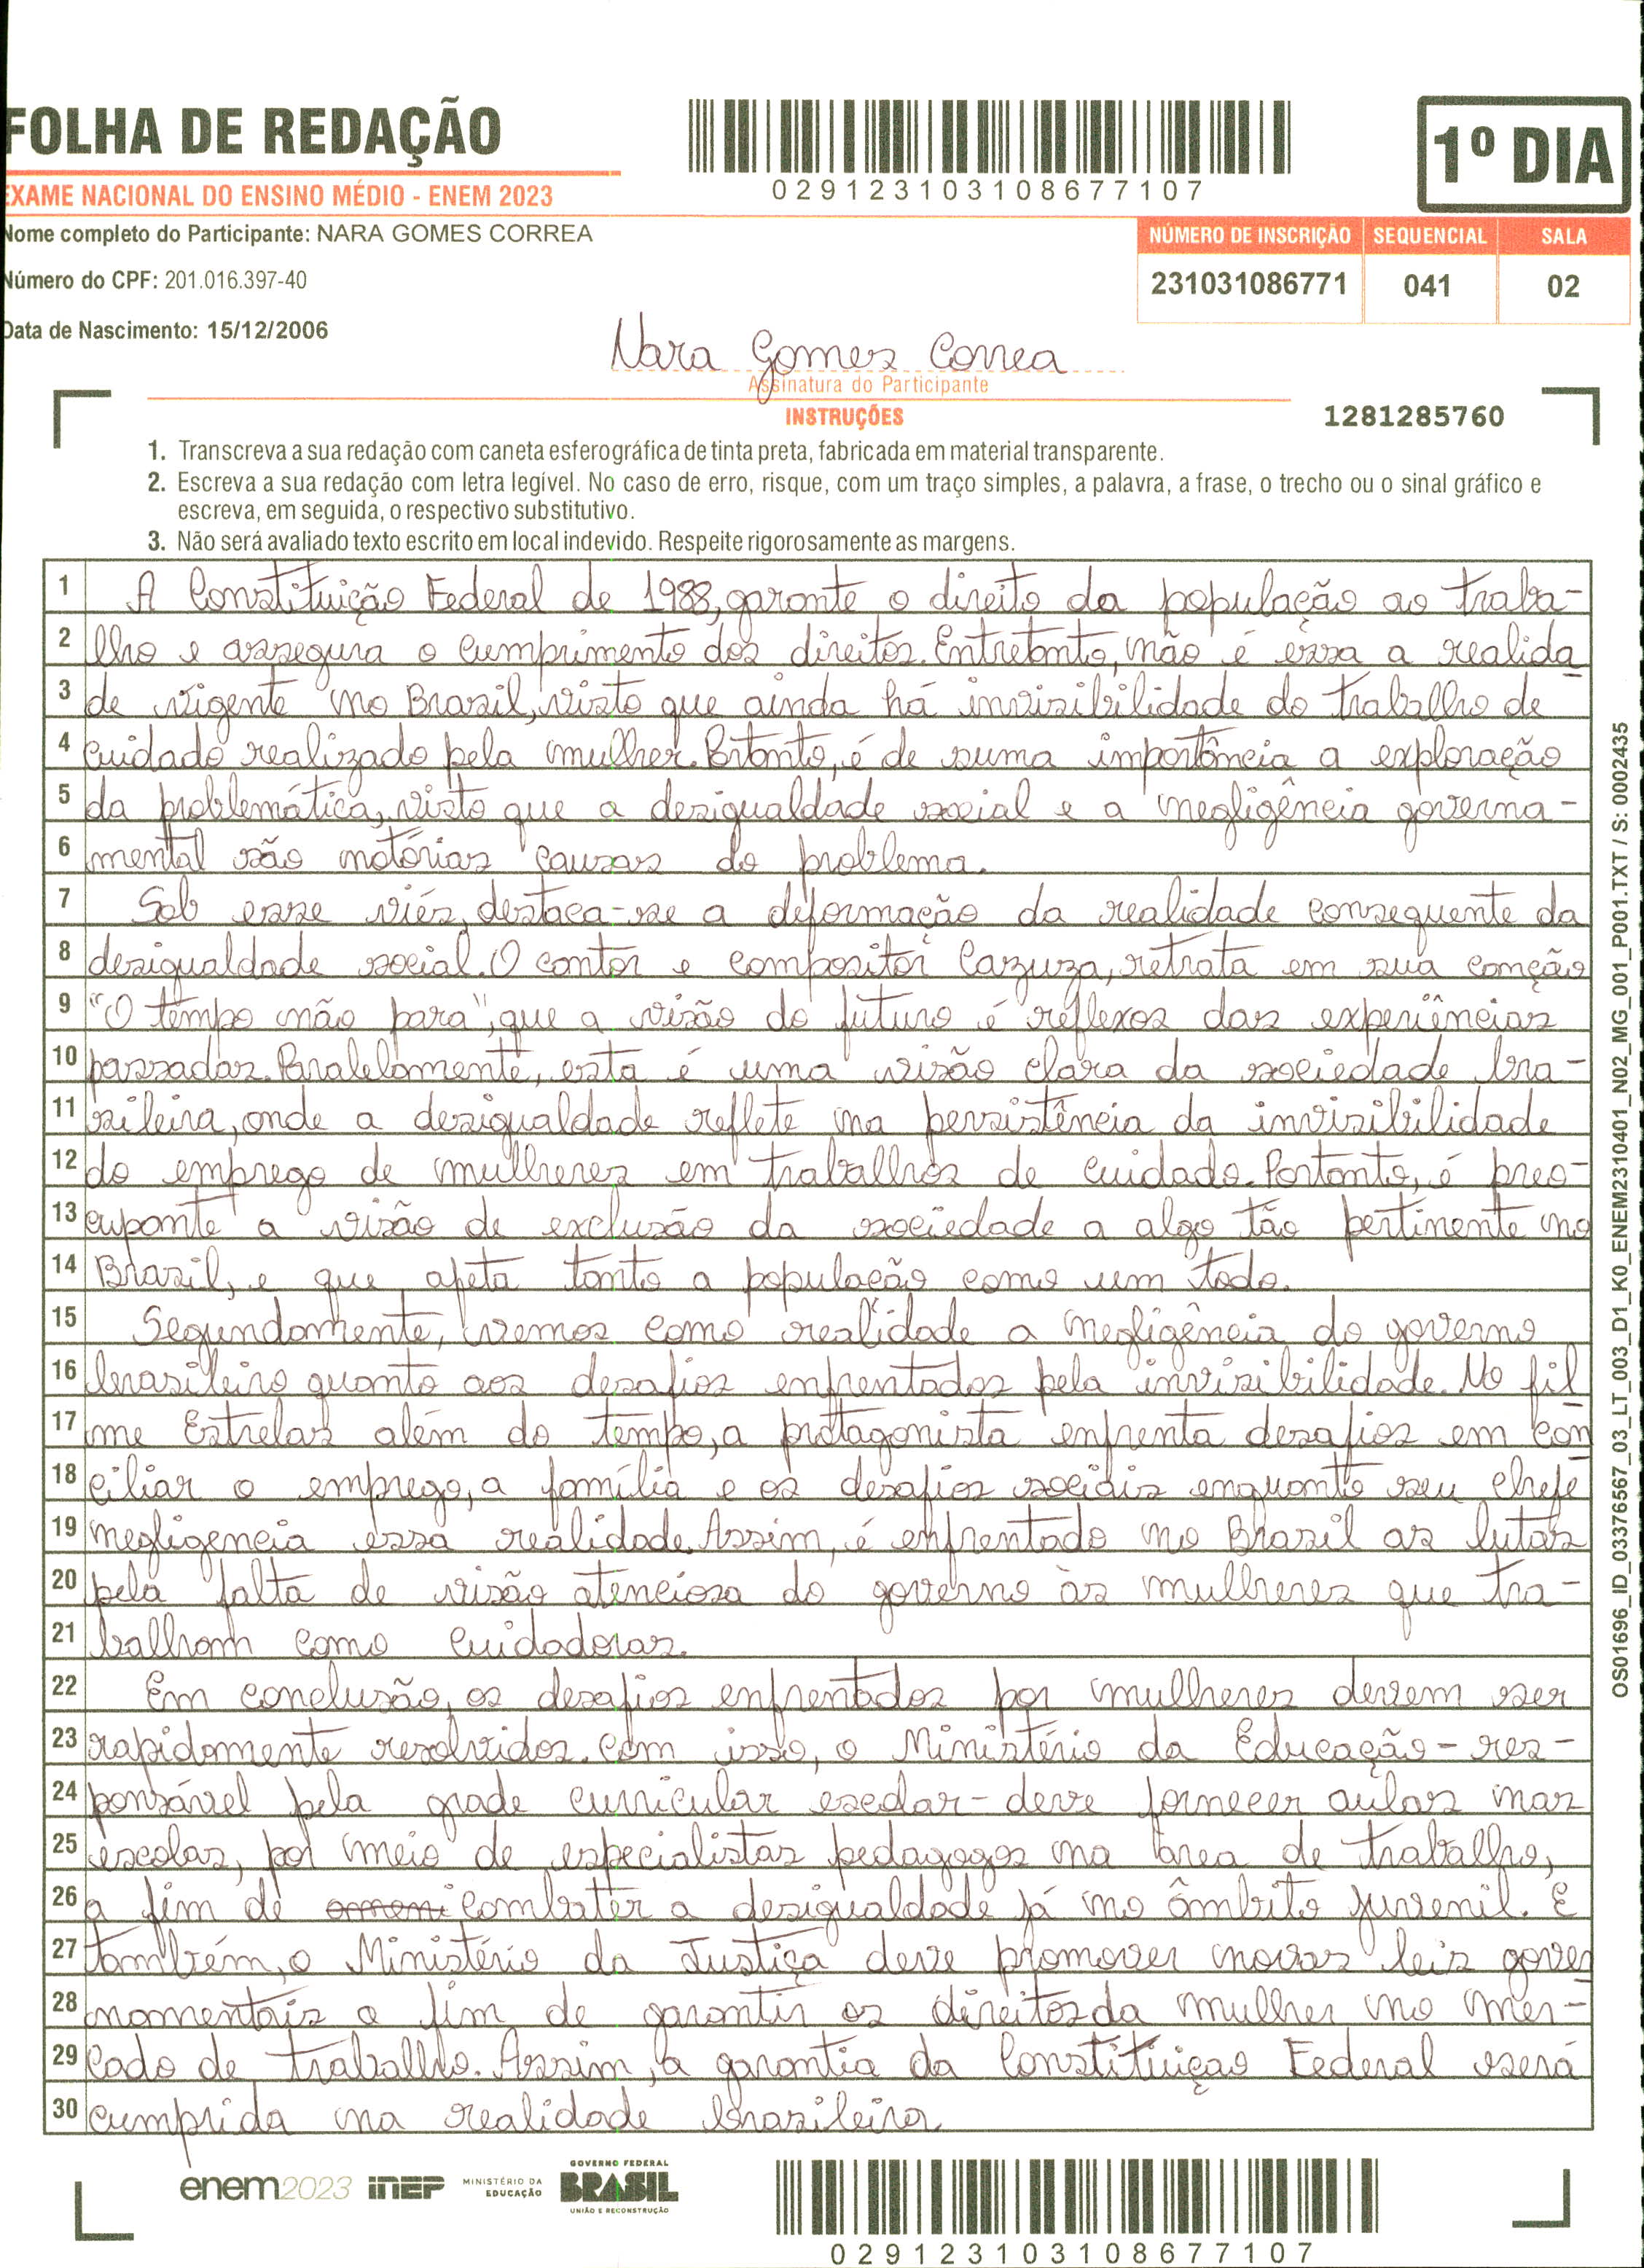 FOLHA DE REDAÇÃO
EXAME NACIONAL DO ENSINO MÉDIO - ENEM 2023
029123103108677107
1º DIA
Nome completo do Participante: NARA GOMES CORREA
NÚMERO DE INSCRIÇÃO SEQUENCIAL SALA
Número do CPF: 201.016.397-40
231031086771 041 02
Data de Nascimento: 15/12/2006
Nara Gomes Correa
Assinatura do Participante
INSTRUÇÕES
1281285760
1. Transcreva a sua redação com caneta esferográfica de tinta preta, fabricada em material transparente.
2. Escreva a sua redação com letra legível. No caso de erro, risque, com um traço simples, a palavra, a frase, o trecho ou o sinal gráfico e
escreva, em seguida, o respectivo substitutivo.
3. Não será avaliado texto escrito em local indevido. Respeite rigorosamente as margens.
1 A Constituição Federal de 1988, garante o direito da população ao traba-
2 lho e assegura o cumprimento dos direitos. Entretanto, não é essa a realida
3 de vigente no Brasil, visto que ainda há invisibilidade do trabalho de
4 cuidado realizado pela mulher. Portanto, é de suma importância a exploração
5 da problemática, visto que a desigualdade social e a negligência governa-
6 mental são notórias causas do problema.
7 Sob esse viés, destaca-se a deformação da realidade consequente da
8 desigualdade social. O cantor e compositor Cazuza, retrata em sua canção
9 "O tempo não para", que a visão do futuro é reflexos das experiências
10 passadas. Paralelamente, esta é uma visão clara da sociedade bra-
11 sileira, onde a desigualdade reflete na persistência da invisibilidade
12 do emprego de mulheres em trabalhos de cuidado. Portanto, é preo-
13 cupante a visão de exclusão da sociedade a algo tão pertinente no
14 Brasil, e que afeta tanto a população como um todo.
15 Segundamente, vemos como realidade a negligência do governo
16 brasileiro quanto aos desafios enfrentados pela invisibilidade. No fil
17 me Estrelas além do tempo, a protagonista enfrenta desafios em con
18 ciliar o emprego, a família e os desafios sociais enquanto seu chefe
19 negligencia essa realidade. Assim, é enfrentado no Brasil as lutas
20 pela falta de visão atenciosa do governo às mulheres que tra-
21 balham como cuidadoras.
22 Em conclusão, os desafios enfrentados por mulheres devem ser
23 rapidamente resolvidos. Com isso, o Ministério da Educação - res-
24 ponsável pela grade curricular escolar - deve fornecer aulas nas
25 escolas, por meio de especialistas pedagogos na área de trabalho,
26 a fim de combater a desigualdade já no âmbito juvenil. E
27 também, o Ministério da Justiça deve promover novas leis gover
28 namentais a fim de garantir os direitos da mulher no mer-
29 cado de trabalho. Assim, a garantia da Constituiçao Federal será
30 cumprida na realidade brasileira
OS01696_ID_03376567_03_LT_003_D1_K0_ENEM2310401_N02_MG_001_P001.TXT / S: 0002435
enem2023 inep MINISTÉRIO DA EDUCAÇÃO GOVERNO FEDERAL BRASIL UNIÃO E RECONSTRUÇÃO
029123103108677107